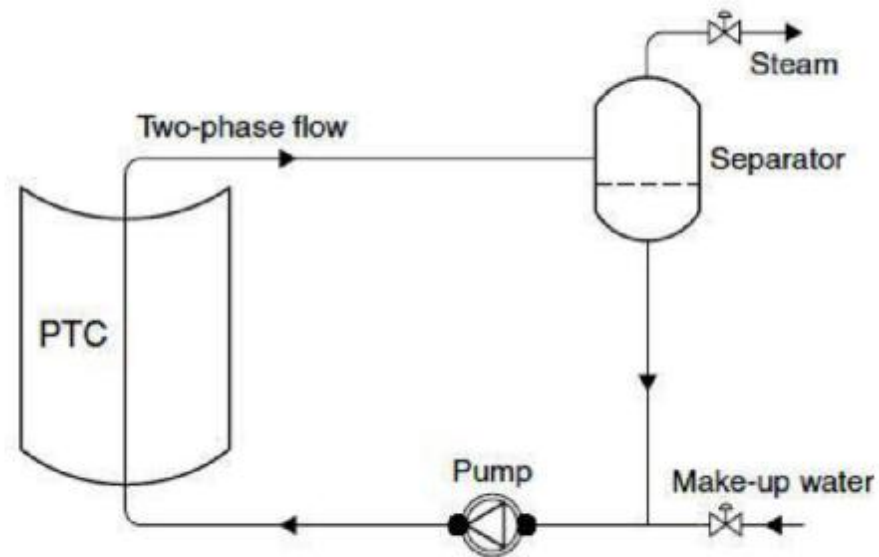 Steam
Two-phase flow
Separator
PTC
Pump
Make-up water